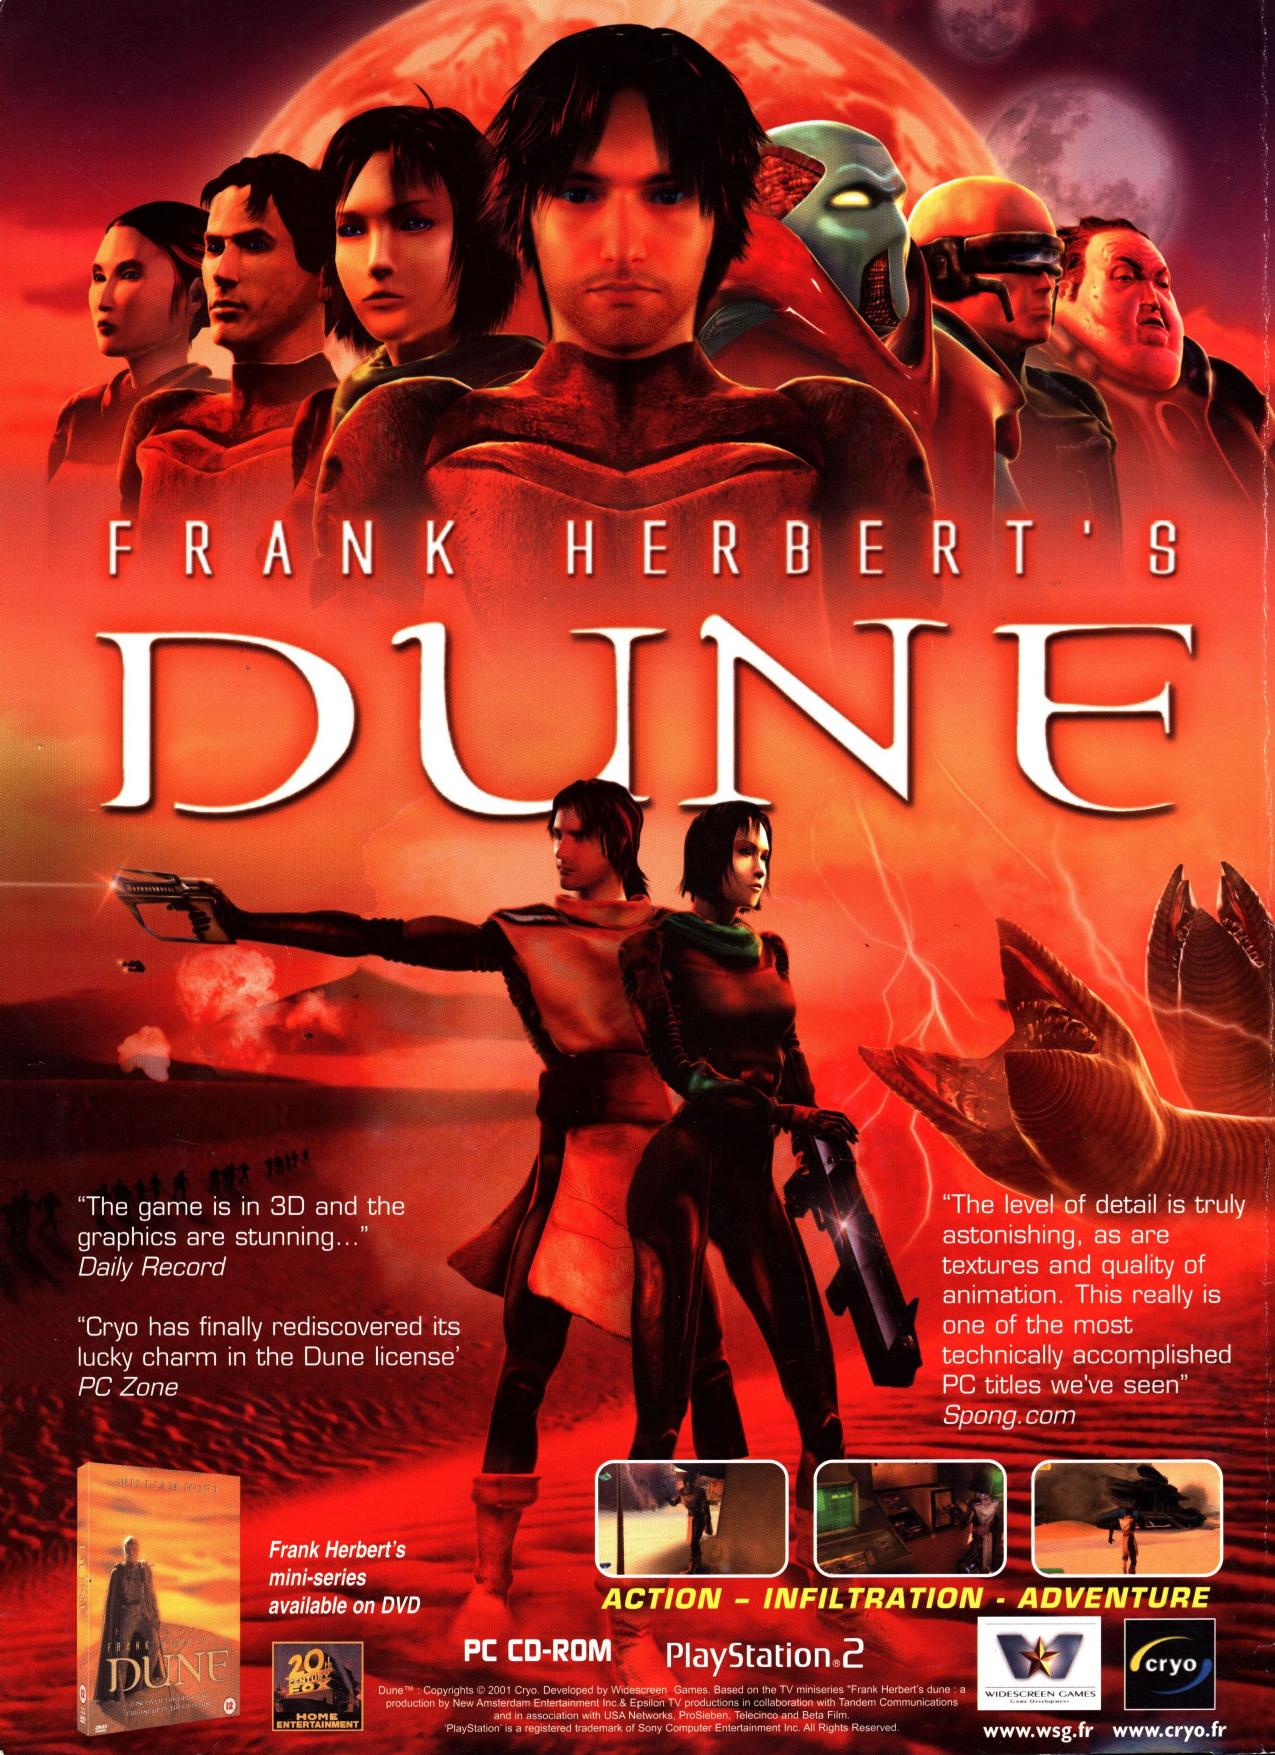 FRANK HERBERT'S
DUNE
“The game is in 3D and the
graphics are stunning...”
Daily Record
“Cryo has finally rediscovered its
lucky charm in the Dune license’
PC Zone
“The level of detail is truly
astonishing, as are
textures and quality of
animation. This really is
one of the most
technically accomplished
PC titles we've seen”
Spong.com
WILLIAM HURT
FRANK HERBERT'S
DUNE
12
12
DVD
Frank Herbert's
mini-series
available on DVD
20th
CENTURY
FOX
HOME
ENTERTAINMENT
ACTION – INFILTRATION - ADVENTURE
PC CD-ROM
PlayStation®2
WIDESCREEN GAMES
Game Development
cryo
Dune™ : Copyrights © 2001 Cryo. Developed by Widescreen Games. Based on the TV miniseries "Frank Herbert's dune : a
production by New Amsterdam Entertainment Inc.& Epsilon TV productions in collaboration with Tandem Communications
and in association with USA Networks, ProSieben, Telecinco and Beta Film.
'PlayStation' is a registered trademark of Sony Computer Entertainment Inc. All Rights Reserved.
www.wsg.fr
www.cryo.fr